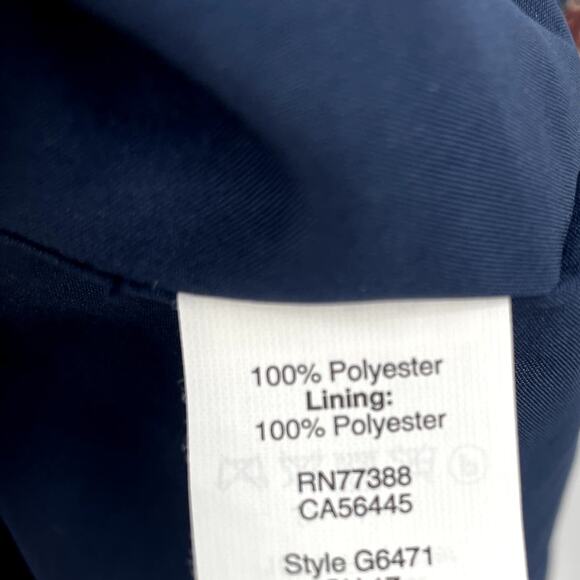 100% Polyester
Lining:
100% Polyester
RN77388
CA56445
Style G6471